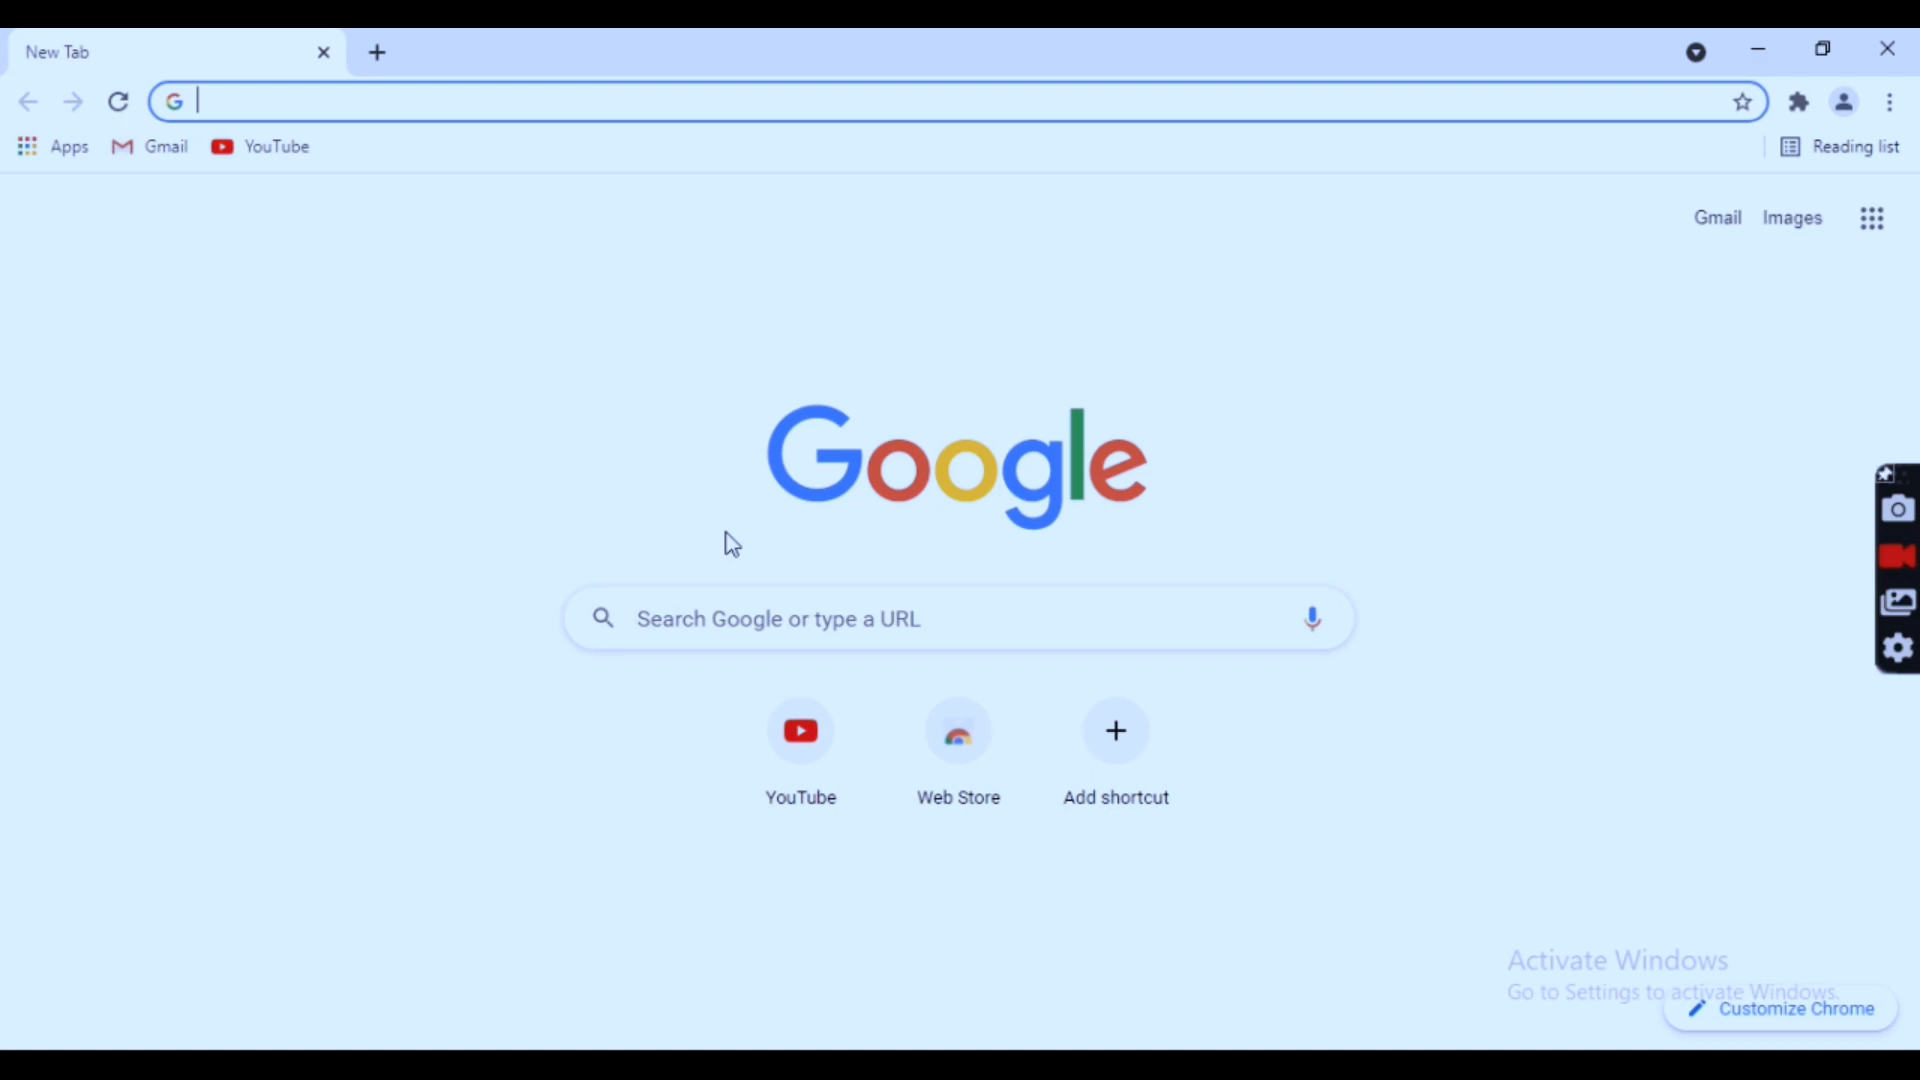 New Tab
Apps Gmail YouTube Reading list
Gmail Images
Google
Search Google or type a URL
YouTube Web Store Add shortcut
Activate Windows
Go to Settings to activate Windows.
Customize Chrome